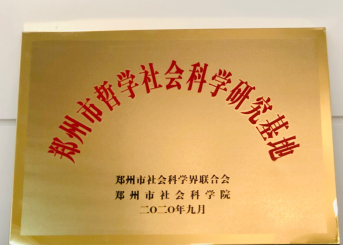 郑州市哲学社会科学研究基地
郑州市社会科学界联合会
郑州市社会科学院
二〇二〇年九月